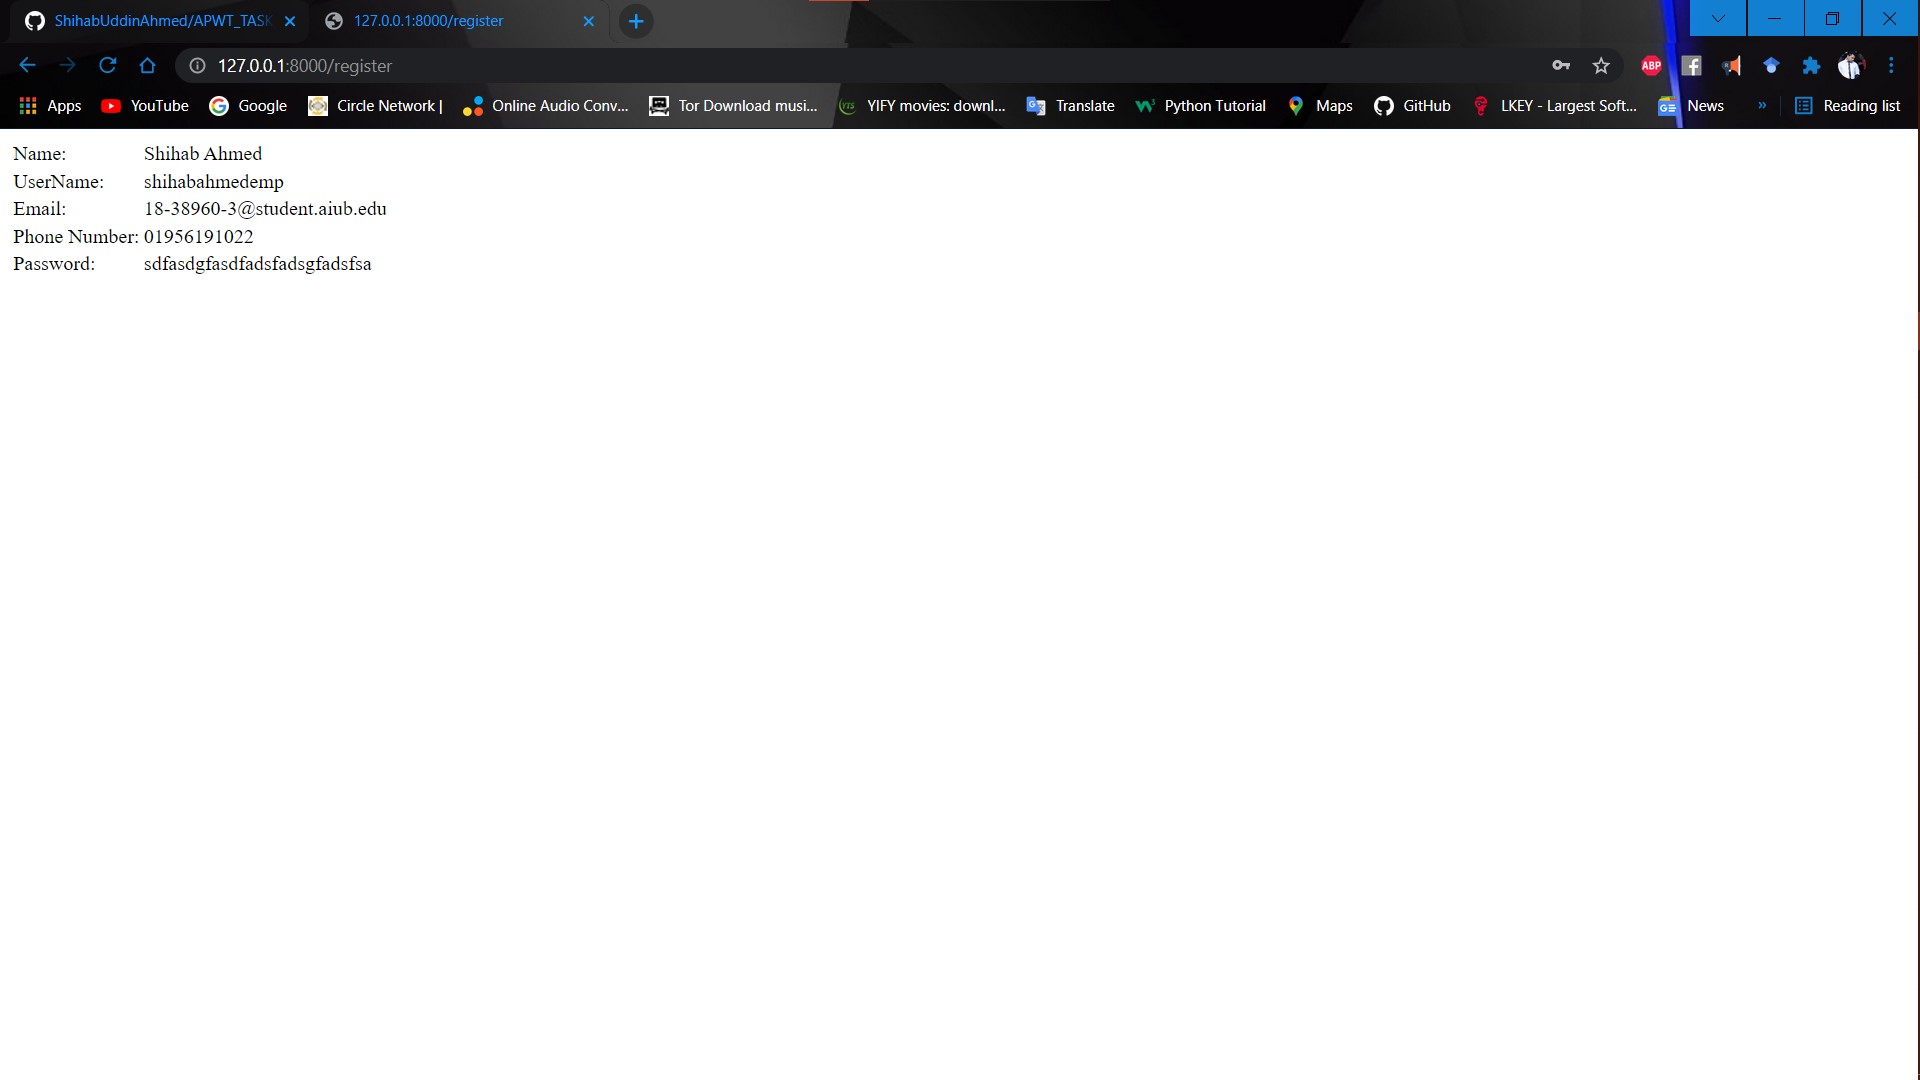 ShihabUddinAhmed/APWT_TASK
127.0.0.1:8000/register
127.0.0.1:8000/register
ABP
Apps
YouTube
Google
Circle Network |
Online Audio Conv...
Tor Download musi...
YIFY movies: downl...
Translate
Python Tutorial
Maps
GitHub
LKEY - Largest Soft...
News
»
Reading list
Name: Shihab Ahmed
UserName: shihabahmedemp
Email: 18-38960-3@student.aiub.edu
Phone Number: 01956191022
Password: sdfasdgfasdfadsfadsgfadsfsa